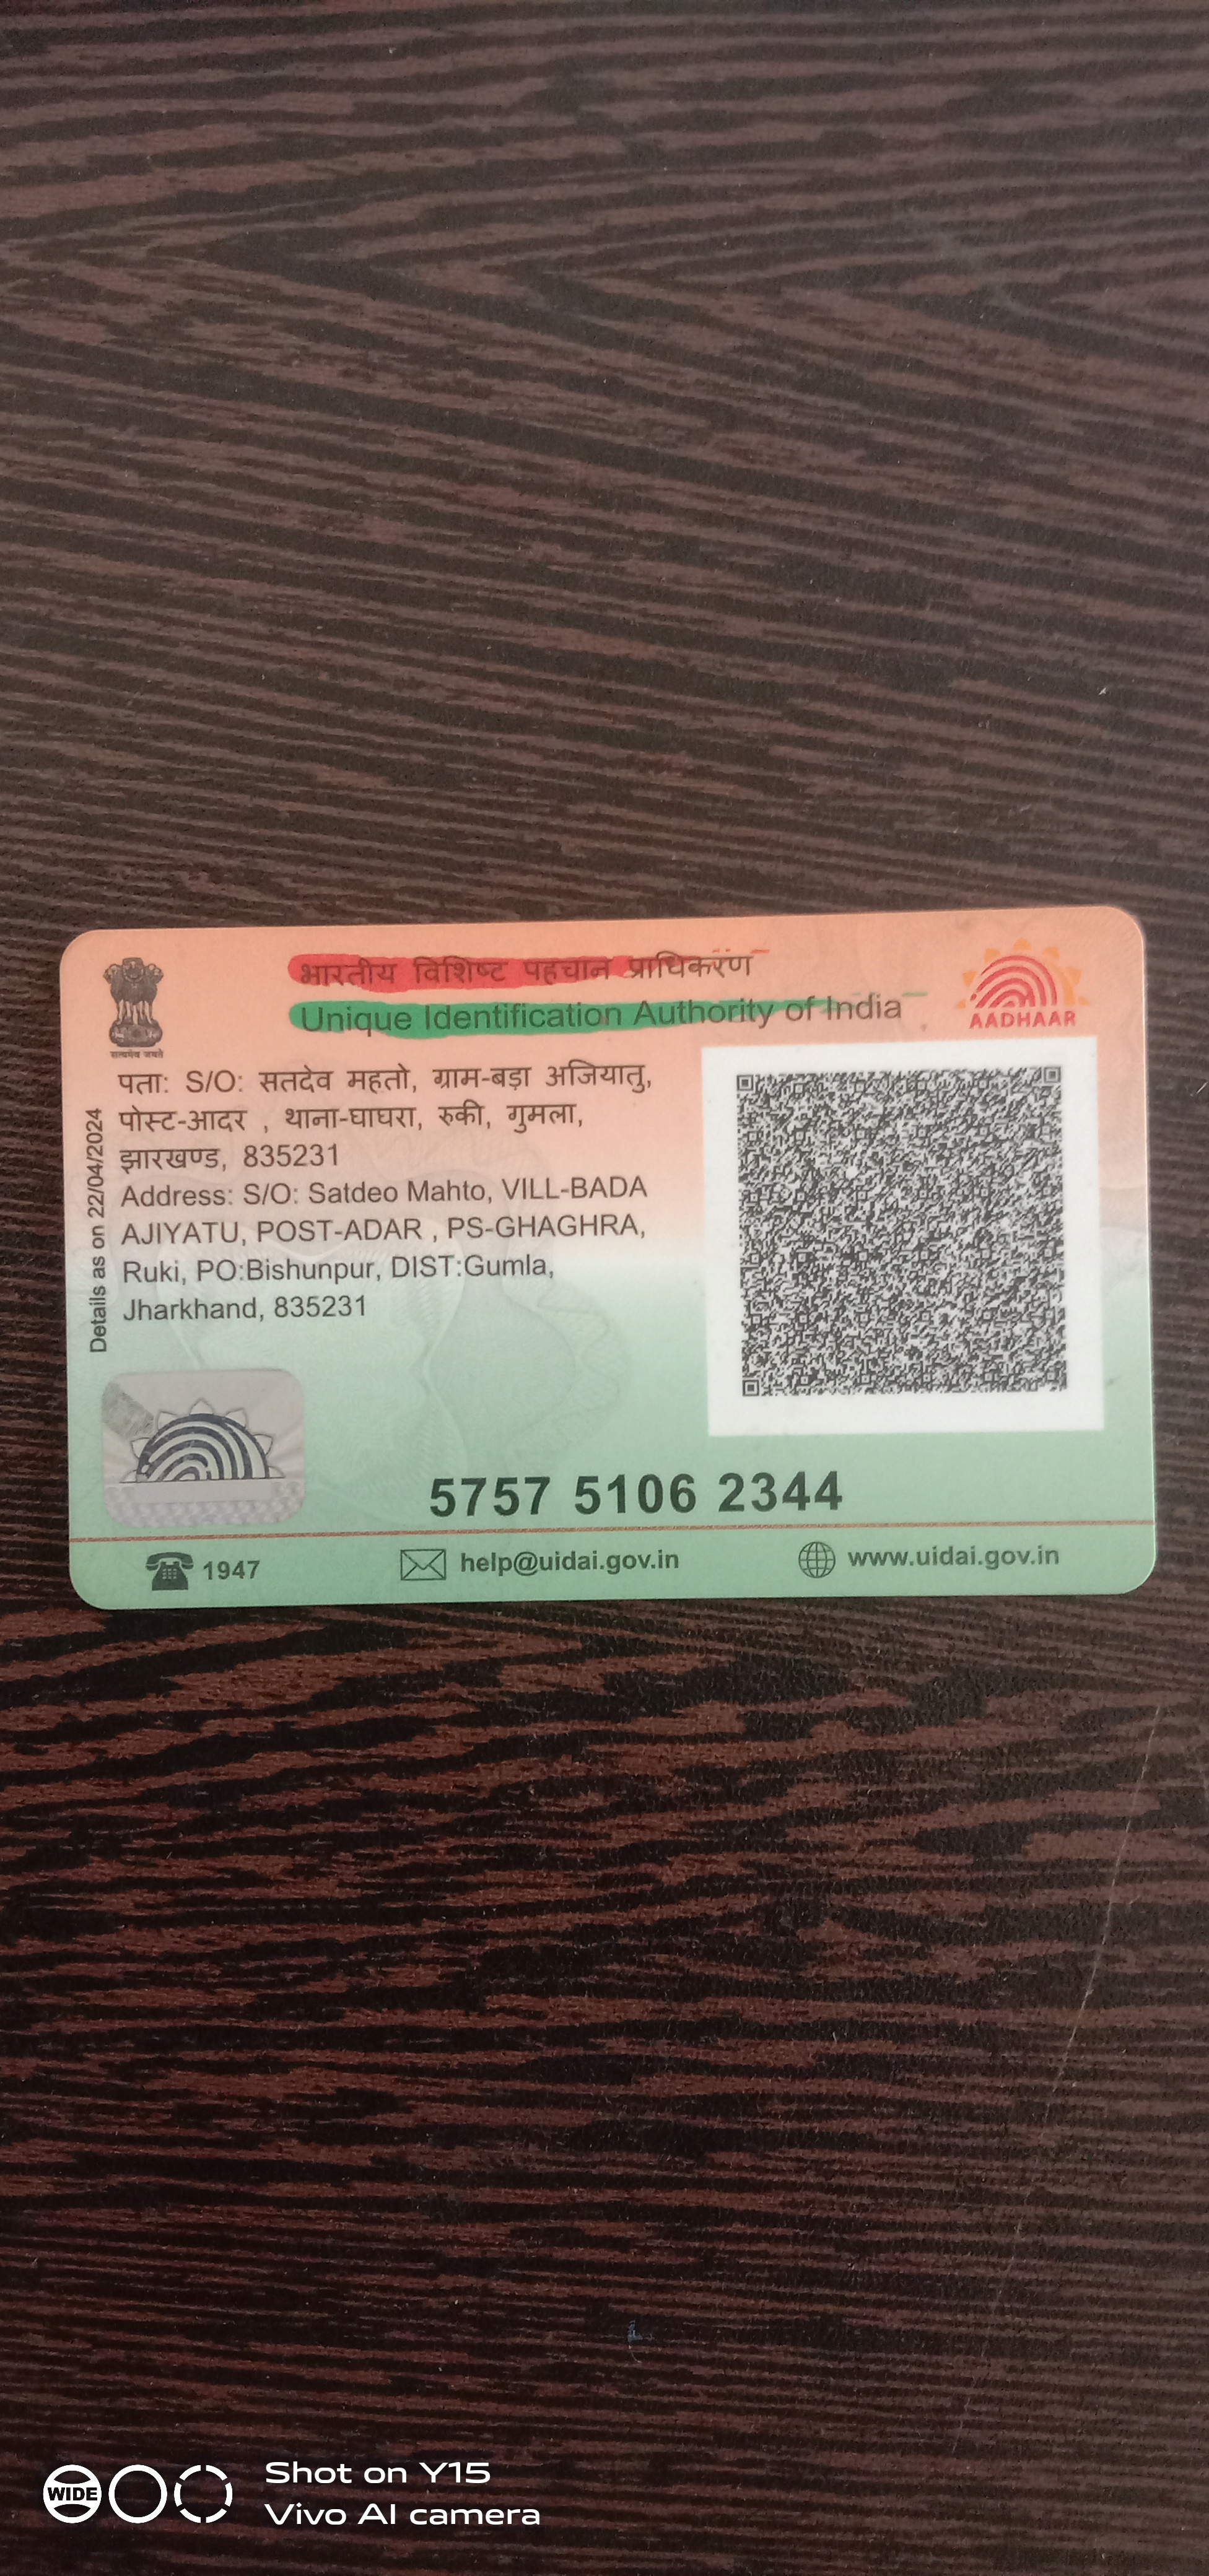 भारतीय विशिष्ट पहचान प्राधिकरण
Unique Identification Authority of India
AADHAAR
सत्यमेव जयते
पता: S/O: सतदेव महतो, ग्राम-बड़ा अजियातु,
पोस्ट-आदर , थाना-घाघरा, रुकी, गुमला,
झारखण्ड, 835231
Address: S/O: Satdeo Mahto, VILL-BADA
AJIYATU, POST-ADAR , PS-GHAGHRA,
Ruki, PO:Bishunpur, DIST:Gumla,
Jharkhand, 835231
Details as on 22/04/2024
5757 5106 2344
1947
help@uidai.gov.in
www.uidai.gov.in
WIDE
Shot on Y15
Vivo AI camera